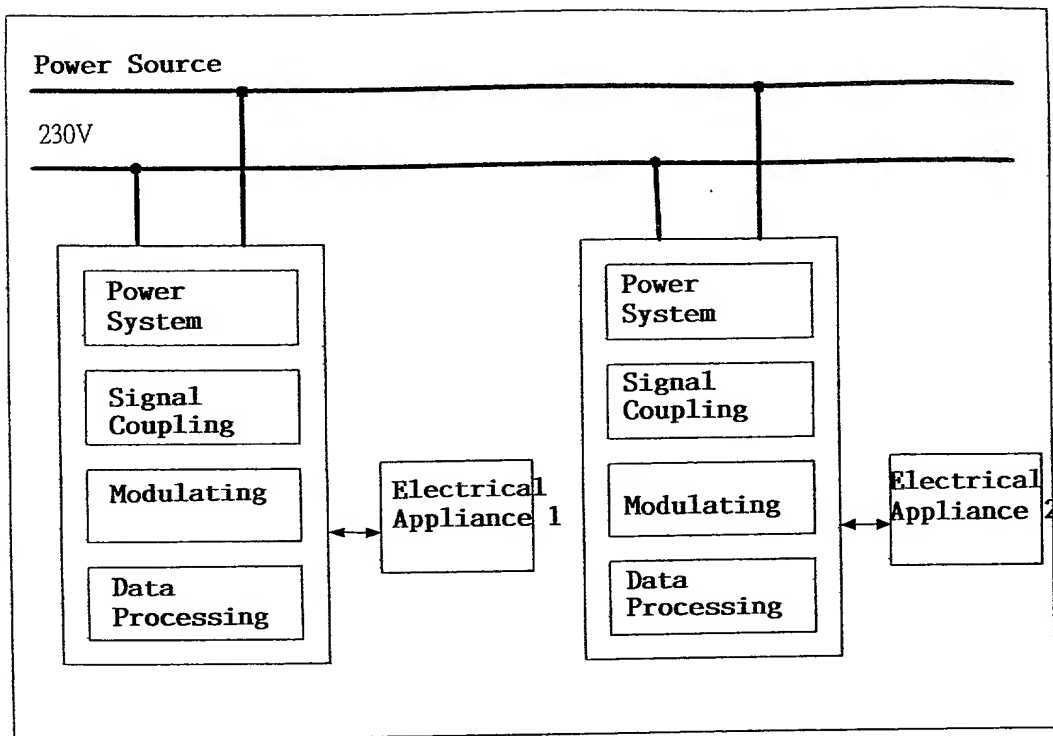 Power Source
230V
Power
System
Signal
Coupling
Modulating
Data
Processing
Electrical
Appliance 1
Power
System
Signal
Coupling
Modulating
Data
Processing
Electrical
Appliance 2